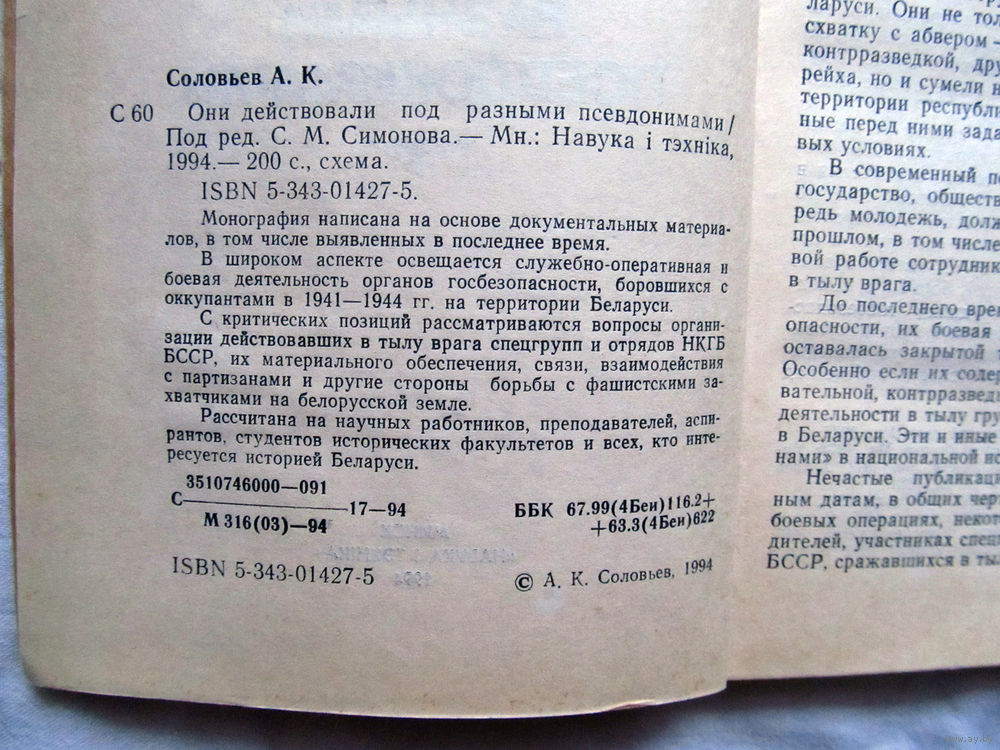 Соловьев А. К.
С 60 Они действовали под разными псевдонимами/
Под ред. С. М. Симонова.— Мн.: Навука і тэхніка,
1994.— 200 с., схема.
ISBN 5-343-01427-5.
Монография написана на основе документальных материа-
лов, в том числе выявленных в последнее время.
В широком аспекте освещается служебно-оперативная и
боевая деятельность органов госбезопасности, боровшихся с
оккупантами в 1941—1944 гг. на территории Беларуси.
С критических позиций рассматриваются вопросы органи-
зации действовавших в тылу врага спецгрупп и отрядов НКГБ
БССР, их материального обеспечения, связи, взаимодействия
с партизанами и другие стороны борьбы с фашистскими за-
хватчиками на белорусской земле.
Рассчитана на научных работников, преподавателей, аспи-
рантов, студентов исторических факультетов и всех, кто инте-
ресуется историей Беларуси.
3510746000—091
С ———— 17—94
М 316(03)—94
ББК 67.99(4Беи)116.2+
+63.3(4Беи)622
ISBN 5-343-01427-5
© А. К. Соловьев, 1994
ларуси. Они не тол
схватку с абвером —
контрразведкой, дру
рейха, но и сумели н
территории республи
ные перед ними зада
вых условиях.
В современный пе
государство, обществ
редь молодежь, долж
прошлом, в том числе
вой работе сотрудник
в тылу врага.
До последнего врем
опасности, их боевая
оставалась закрытой
Особенно если их содер
вательной, контрразвед
деятельности в тылу гру
в Беларуси. Эти и иные
нами» в национальной ис
Нечастые публикаци
ным датам, в общих чер
боевых операциях, неко
дителей, участниках спец
БССР, сражавшихся в ты